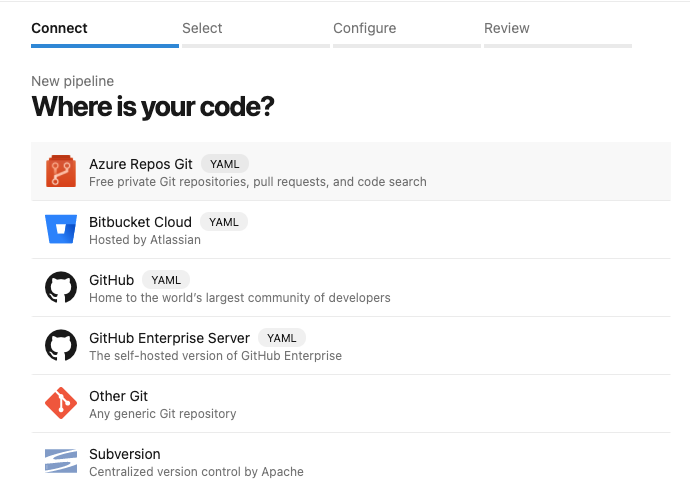 Connect Select Configure Review
New pipeline
Where is your code?
Azure Repos Git YAML
Free private Git repositories, pull requests, and code search
Bitbucket Cloud YAML
Hosted by Atlassian
GitHub YAML
Home to the world's largest community of developers
GitHub Enterprise Server YAML
The self-hosted version of GitHub Enterprise
Other Git
Any generic Git repository
Subversion
Centralized version control by Apache